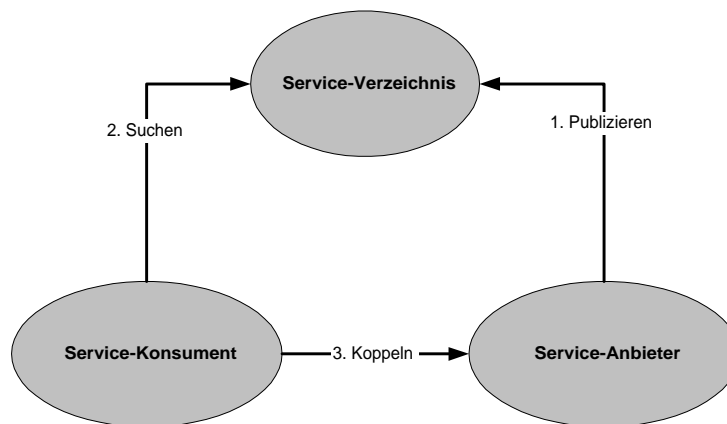 Service-Verzeichnis
2. Suchen
1. Publizieren
Service-Konsument
3. Koppeln
Service-Anbieter